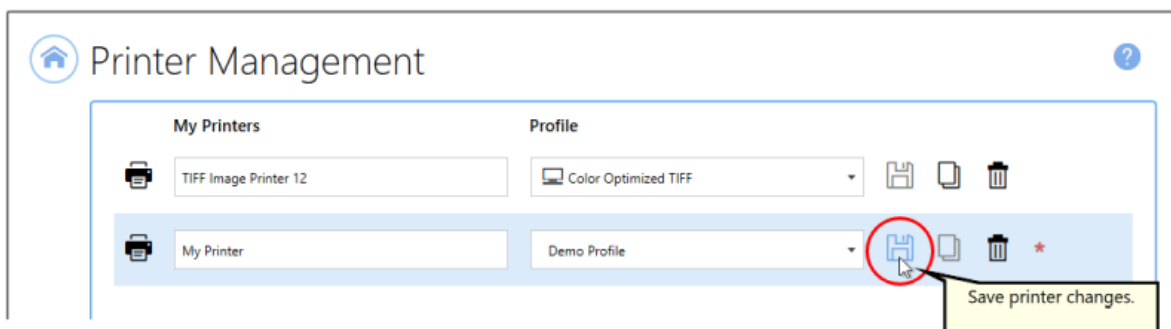 Printer Management
?
My Printers Profile
TIFF Image Printer 12 Color Optimized TIFF
My Printer Demo Profile *
Save printer changes.